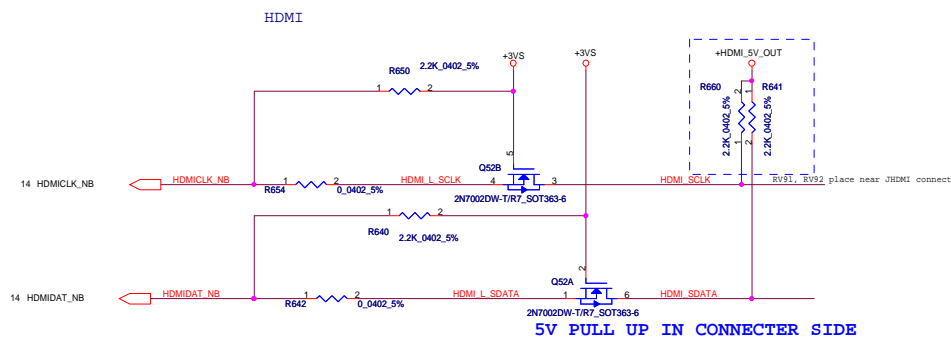 HDMI
+3VS
+3VS
+HDMI_5V_OUT
R650
2.2K_0402_5%
1
2
R660
R641
2
1
2.2K_0402_5%
2.2K_0402_5%
1
2
5
Q52B
14 HDMICLK_NB
HDMICLK_NB
1
2
R654
0_0402_5%
HDMI_L_SCLK
4
3
HDMI_SCLK
RV91, RV92 place near JHDMI connect
2N7002DW-T/R7_SOT363-6
1
2
R640
2.2K_0402_5%
2
Q52A
14 HDMIDAT_NB
HDMIDAT_NB
1
2
R642
0_0402_5%
HDMI_L_SDATA
1
6
HDMI_SDATA
2N7002DW-T/R7_SOT363-6
5V PULL UP IN CONNECTER SIDE